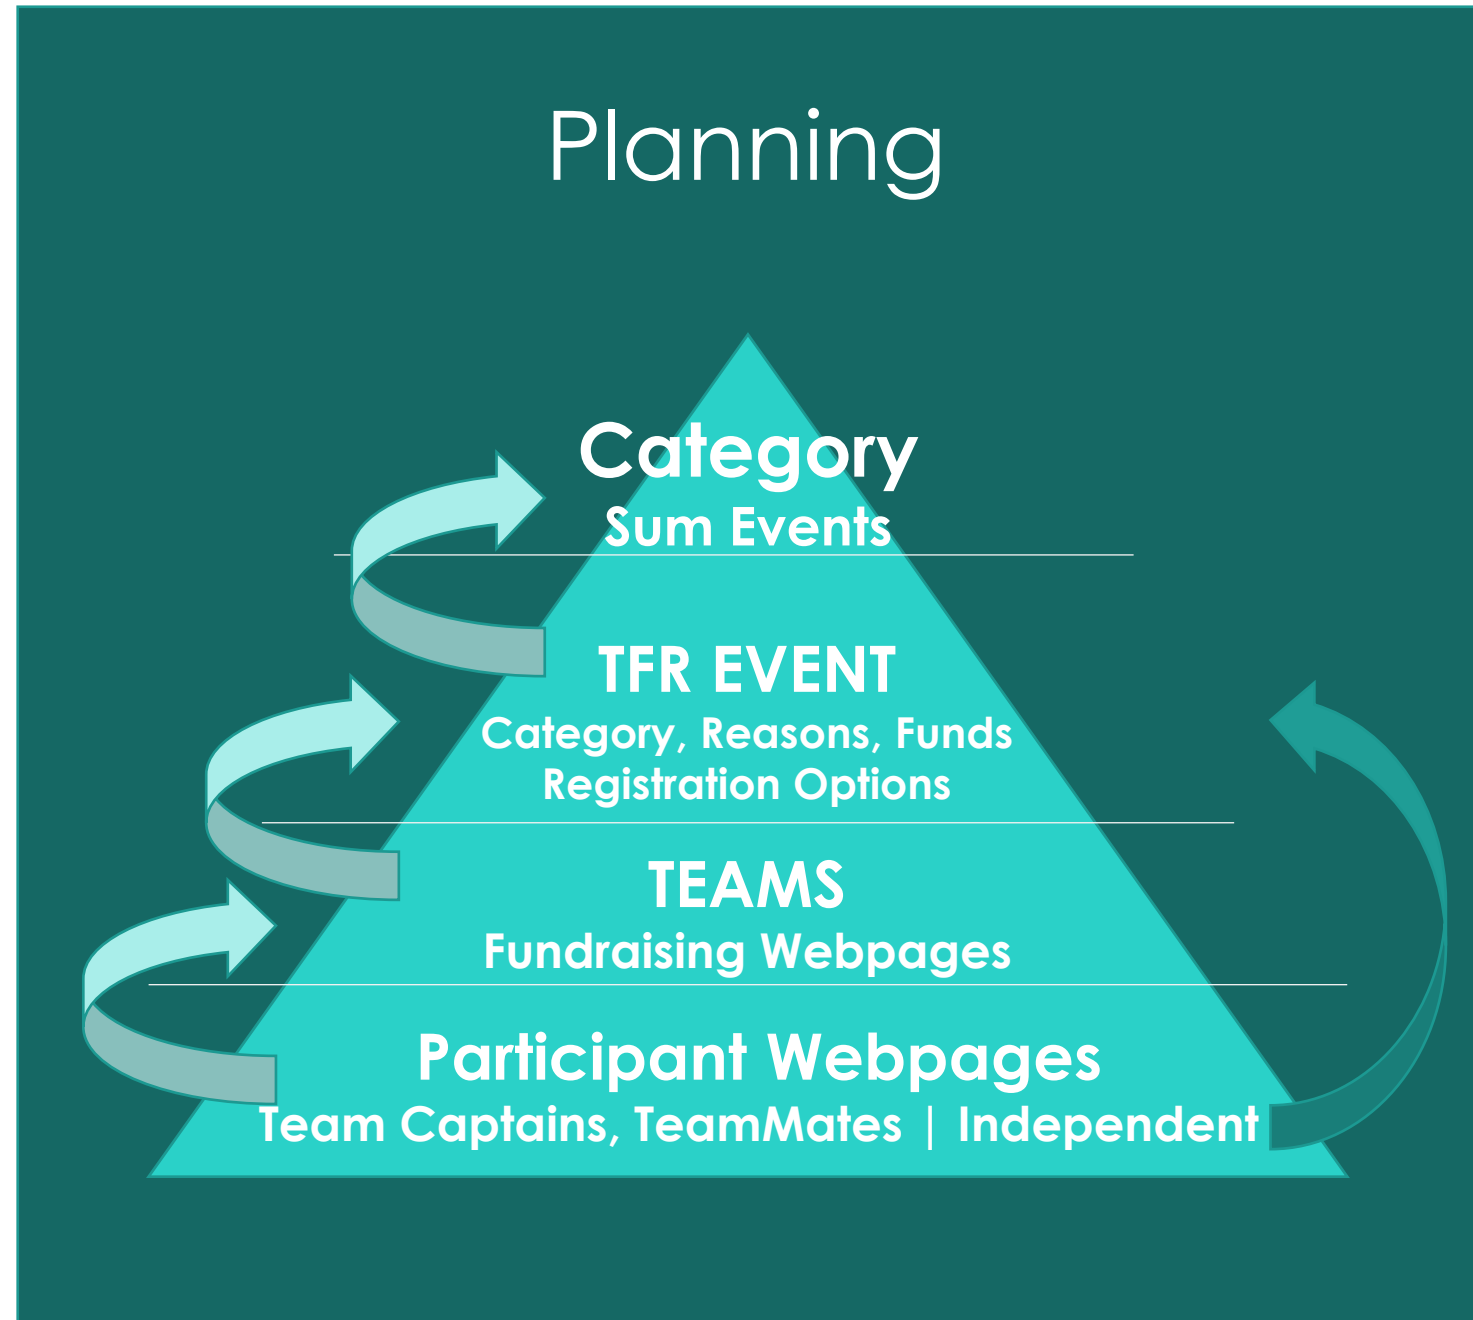 Planning
Category
Sum Events
TFR EVENT
Category, Reasons, Funds
Registration Options
TEAMS
Fundraising Webpages
Participant Webpages
Team Captains, TeamMates | Independent